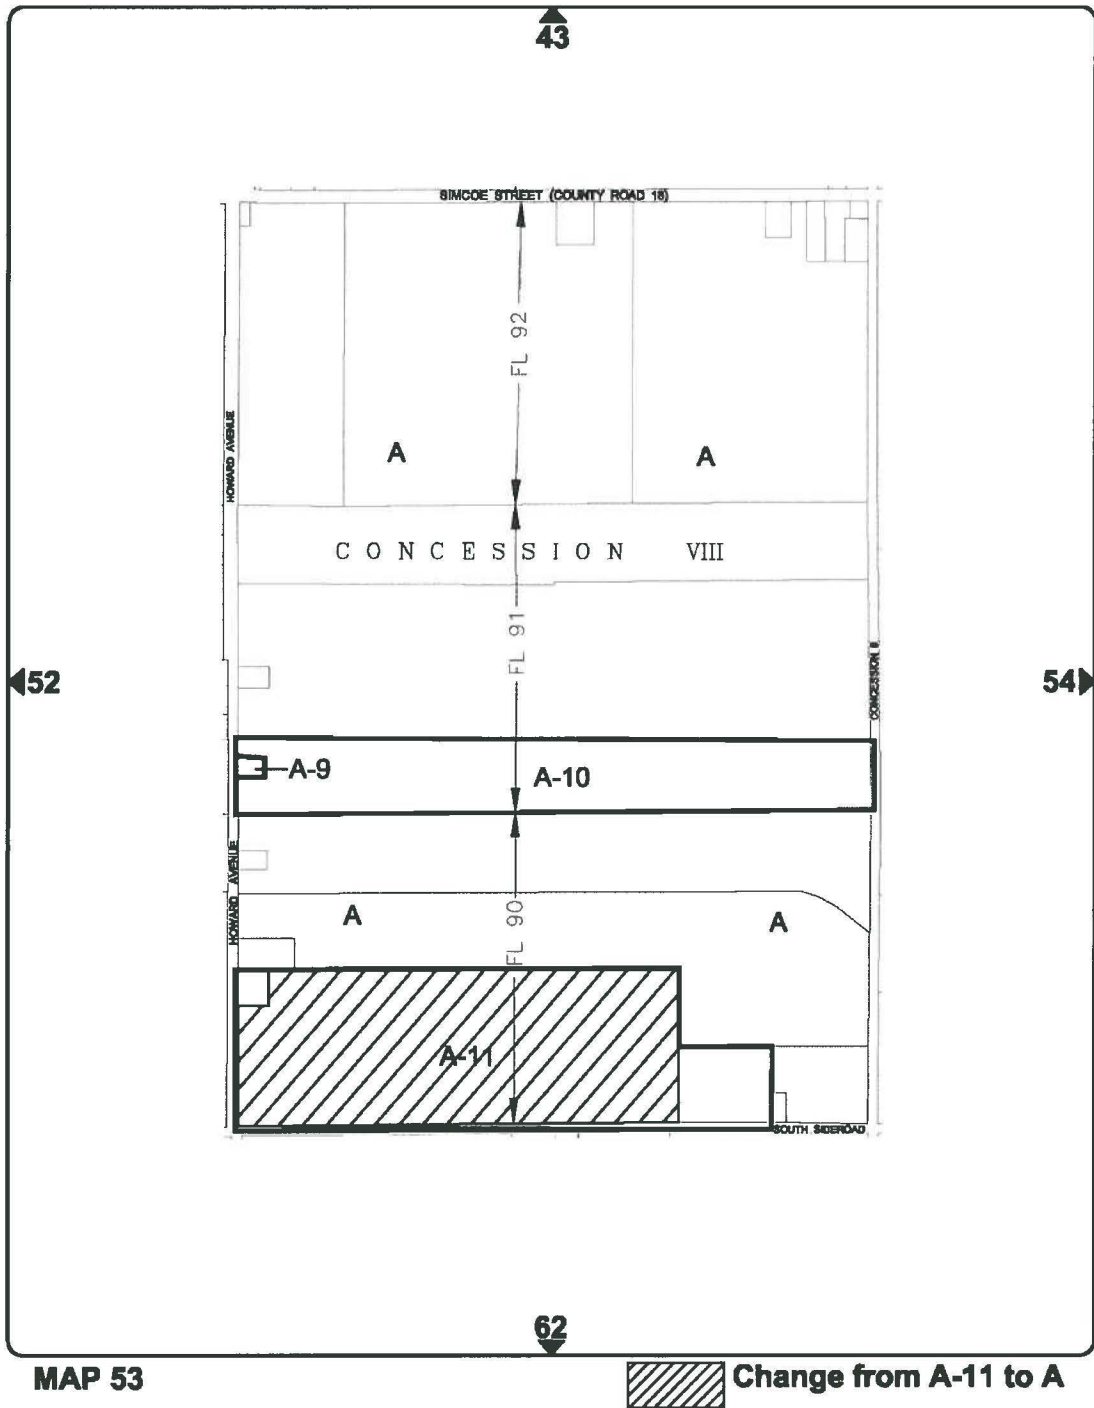 43
SIMCOE STREET (COUNTY ROAD 18)
FL 92
HOWARD AVENUE
A
A
CONCESSION VIII
FL 91
52
54
CONCESSION 8
A-9
A-10
HOWARD AVENUE
A
FL 90
A
A-11
SOUTH SIDEROAD
62
MAP 53
Change from A-11 to A